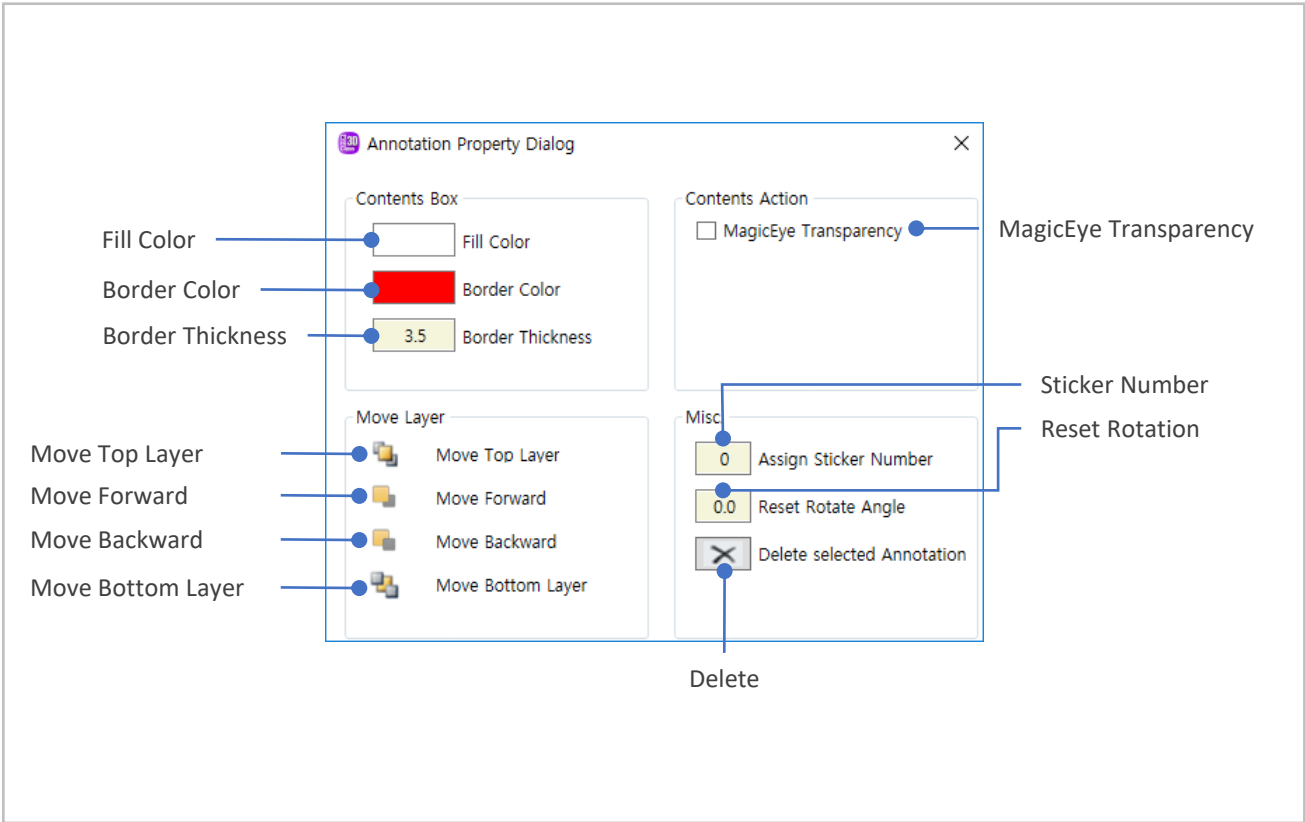 Annotation Property Dialog
Contents Box
Fill Color
Fill Color
Border Color
Border Color
Border Thickness
3.5
Border Thickness
Contents Action
MagicEye Transparency
MagicEye Transparency
Move Layer
Move Top Layer
Move Top Layer
Move Forward
Move Forward
Move Backward
Move Backward
Move Bottom Layer
Move Bottom Layer
Misc.
Sticker Number
0 Assign Sticker Number
Reset Rotation
0.0 Reset Rotate Angle
Delete selected Annotation
Delete